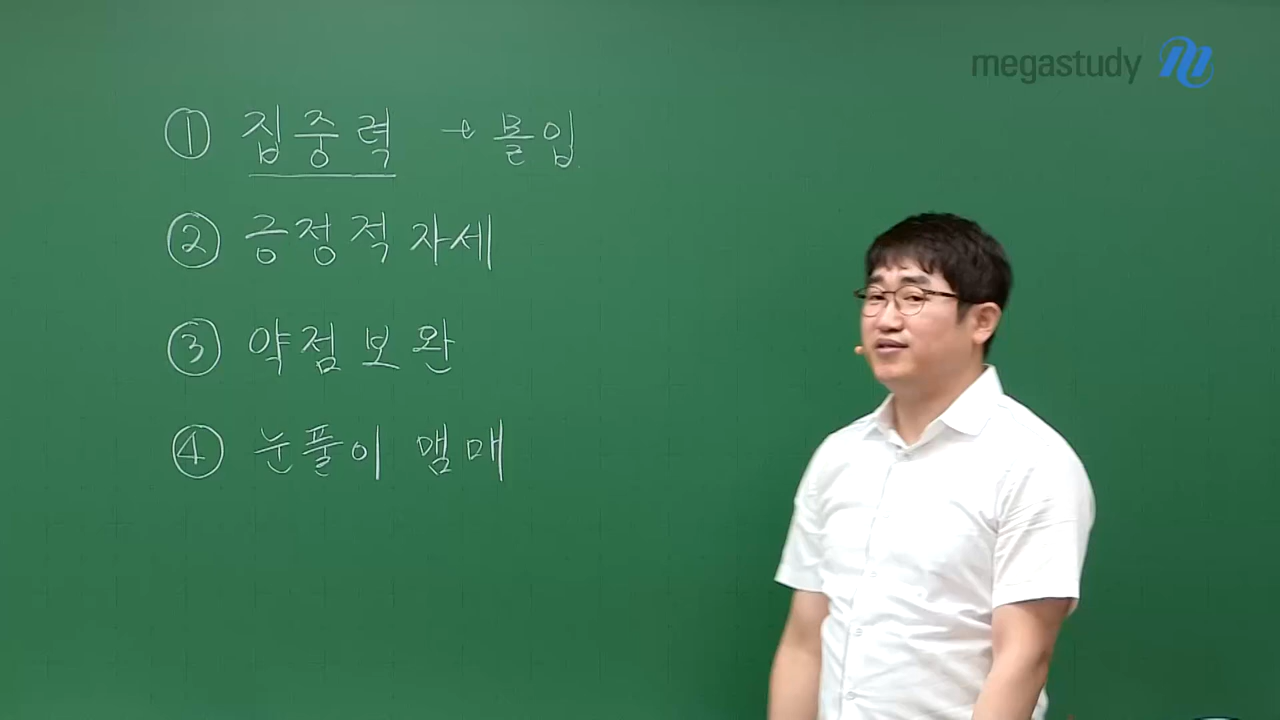 megastudy
① 집중력 → 몰입
② 긍정적 자세
③ 약점 보완
④ 눈풀이 맴매